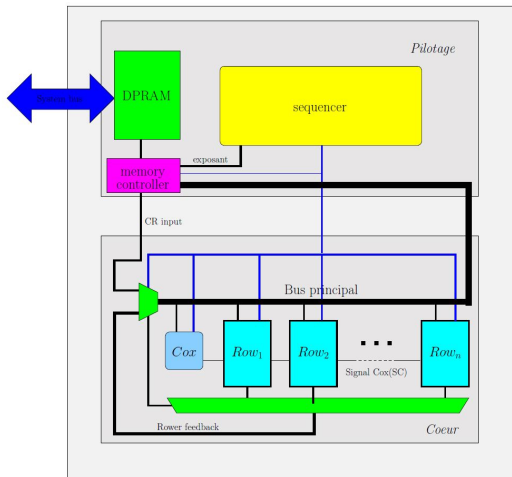 Pilotage
DPRAM
sequencer
exposant
memory
controller
CR input
Bus principal
Cox
Row1
Row2
Rown
Signal Cox(SC)
Rower feedback
Coeur